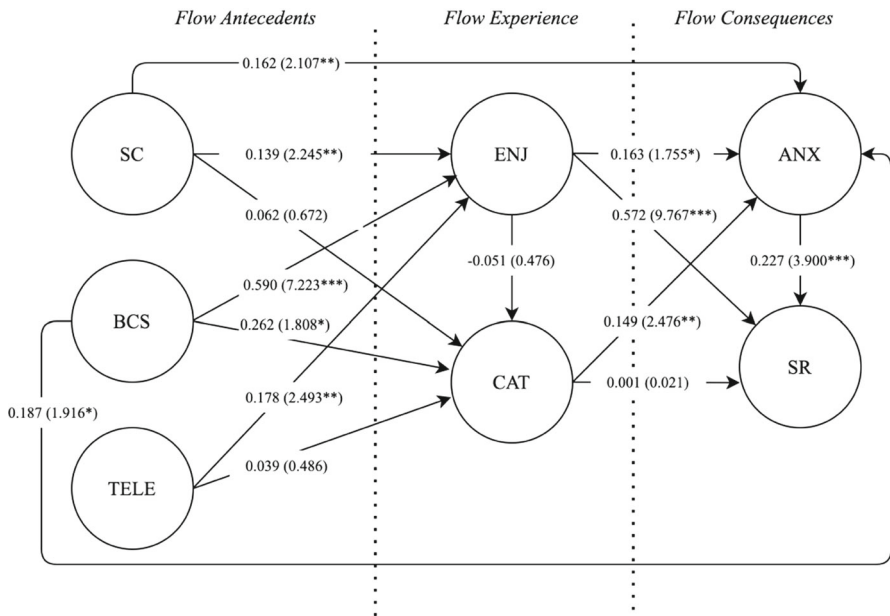 Flow Antecedents
Flow Experience
Flow Consequences
0.162 (2.107**)
SC
0.139 (2.245**)
ENJ
0.163 (1.755*)
ANX
0.062 (0.672)
0.572 (9.767***)
-0.051 (0.476)
0.227 (3.900***)
0.590 (7.223***)
BCS
0.262 (1.808*)
0.149 (2.476**)
CAT
0.001 (0.021)
SR
0.178 (2.493**)
0.187 (1.916*)
0.039 (0.486)
TELE